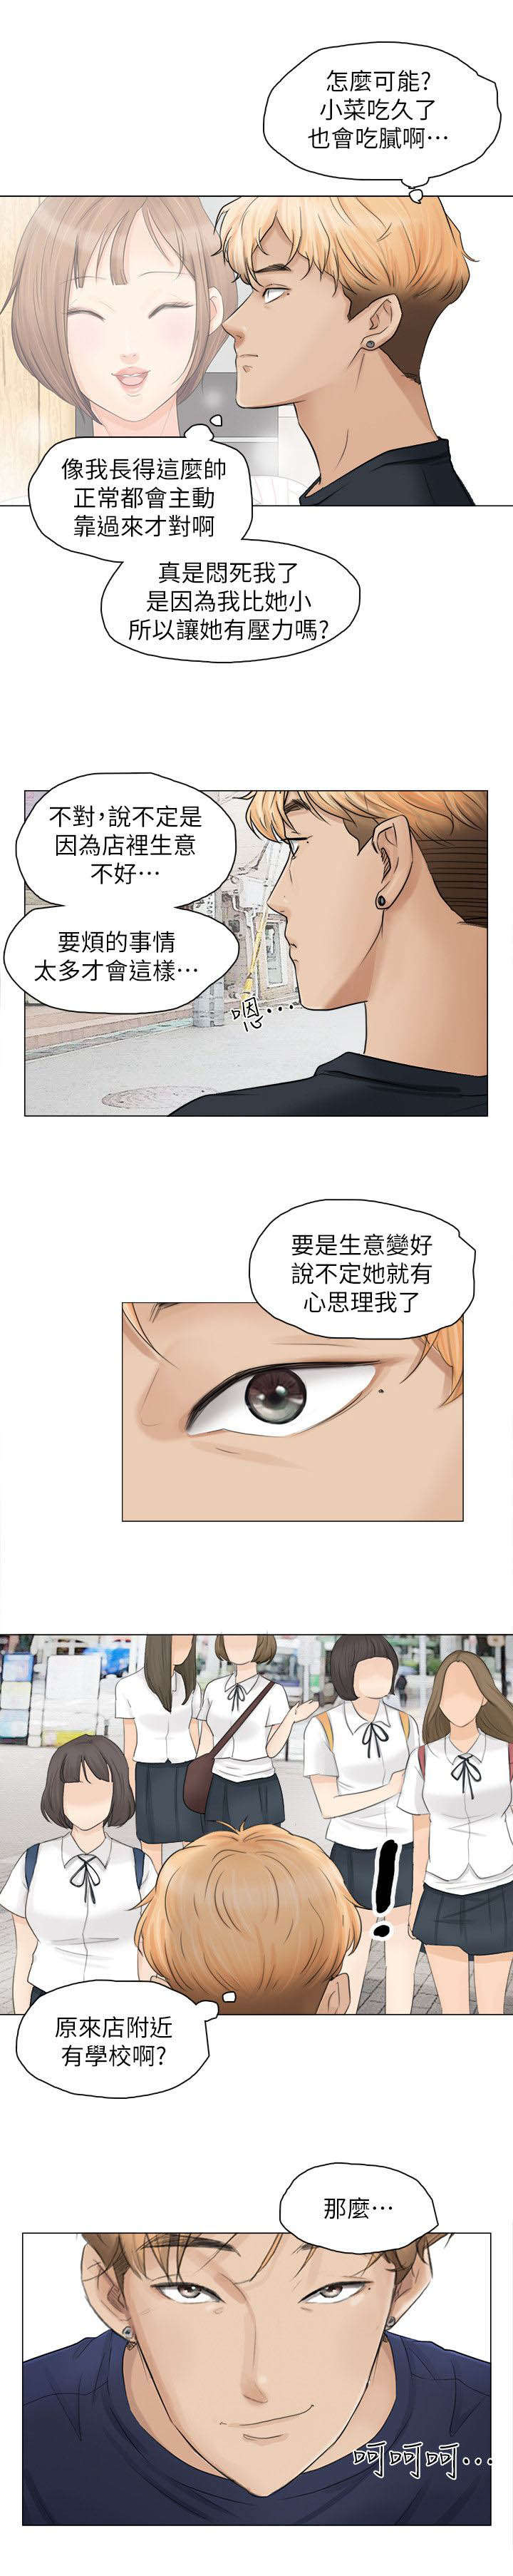 怎麼可能?
小菜吃久了
也會吃膩啊…
像我長得這麼帥
正常都會主動
靠過來才對啊
真是悶死我了
是因為我比她小
所以讓她有壓力嗎?
不對,說不定是
因為店裡生意
不好…
要煩的事情
太多才會這樣…
嗯…
要是生意變好
說不定她就有
心思理我了
!
原來店附近
有學校啊?
那麼…
呵呵呵…